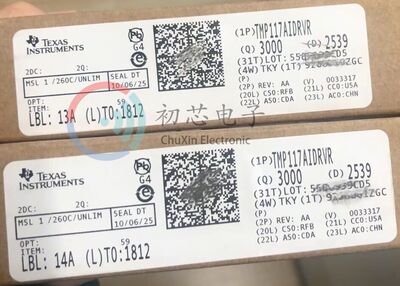 TEXAS
INSTRUMENTS
Pb
G4
e
2DC:
2Q:
MSL 1 /260C/UNLIM
SEAL DT
10/06/25
OPT:
59
ITEM:
LBL: 13A (L)TO:1812
(1P)TMP117AIDRVR
(Q) 3000 (D) 2539
(31T)LOT:
(4W) TKY (1T)
(P)
(2P) REV: AA (V) 0033317
(20L) CSO:RFB (21L) CCO:USA
(22L) ASO:CDA (23L) ACO:CHN
初芯电子
ChuXin Electronic
TEXAS
INSTRUMENTS
Pb
G4
e
2DC:
2Q:
MSL 1 /260C/UNLIM
SEAL DT
10/06/25
OPT:
59
ITEM:
LBL: 14A (L)TO:1812
(1P)TMP117AIDRVR
(Q) 3000 (D) 2539
(31T)LOT:
(4W) TKY (1T)
(P)
(2P) REV: AA (V) 0033317
(20L) CSO:RFB (21L) CCO:USA
(22L) ASO:CDA (23L) ACO:CHN